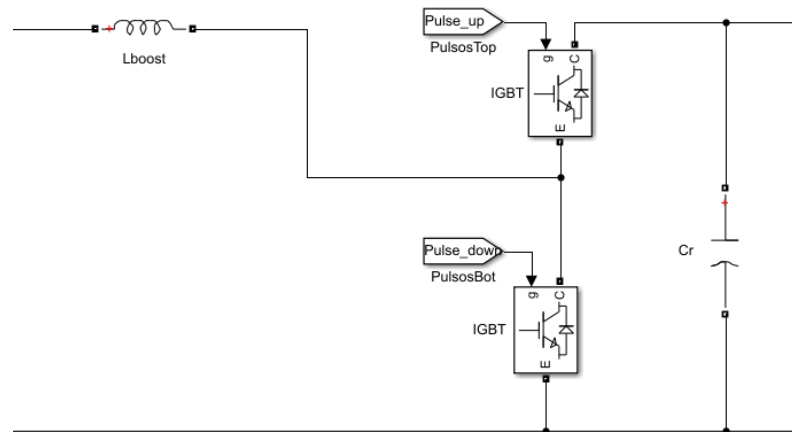 Pulse_up
PulsosTop
Lboost
g
C
IGBT
E
Pulse_down
PulsosBot
Cr
g
C
IGBT
E